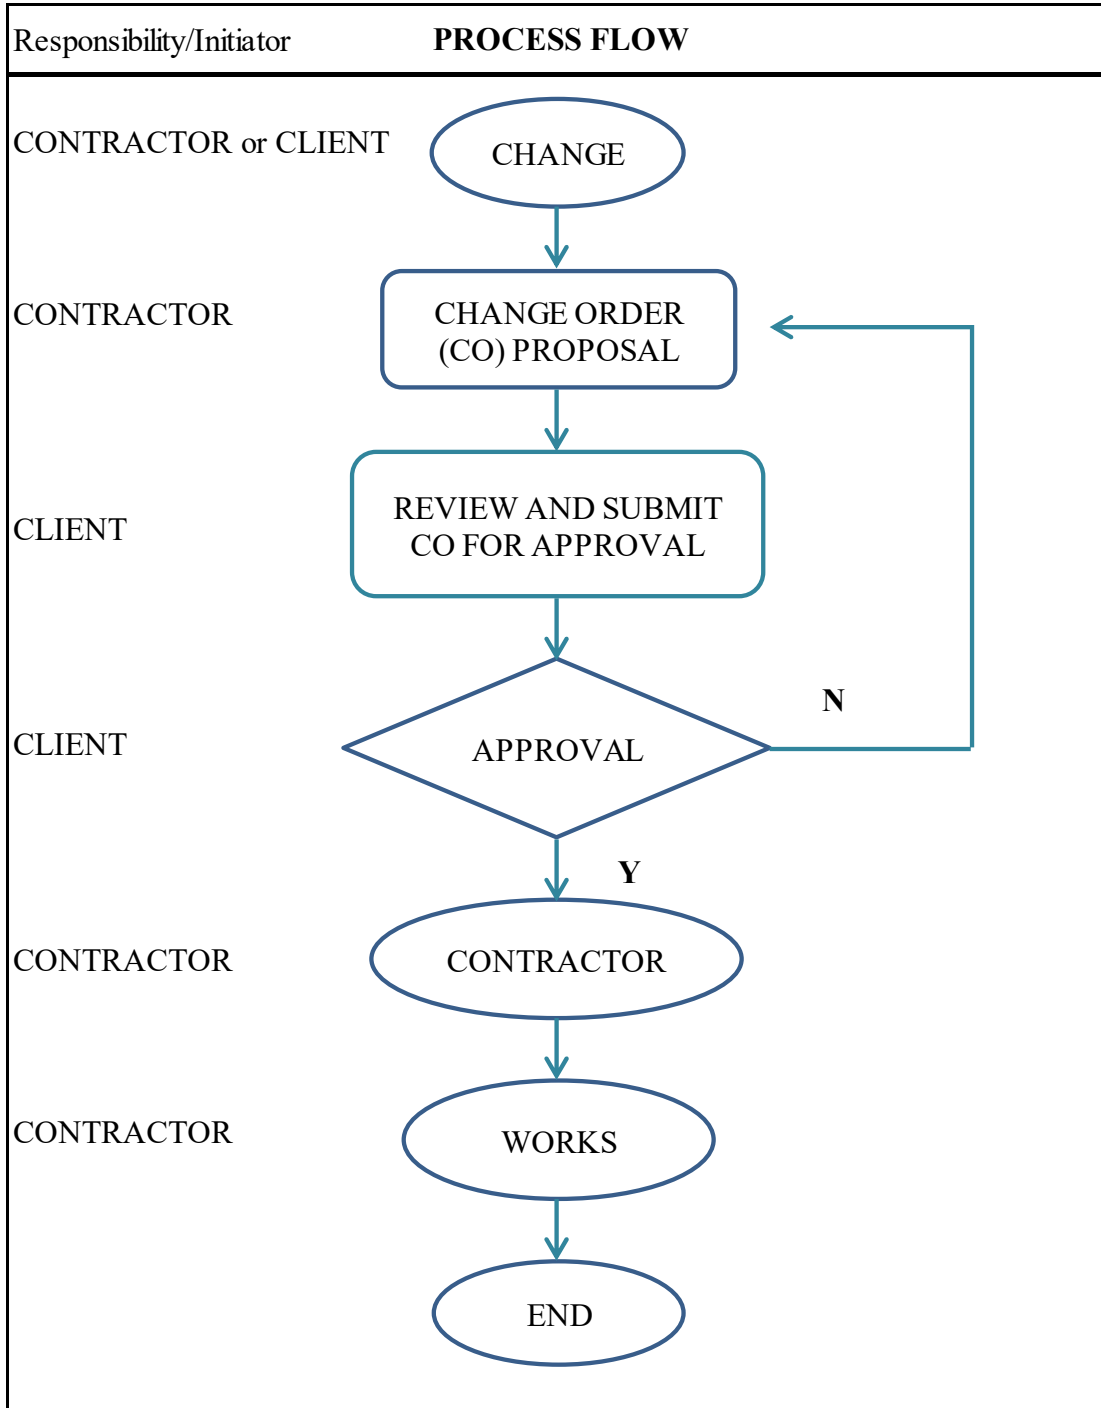 Responsibility/Initiator PROCESS FLOW
CONTRACTOR or CLIENT
CHANGE
CONTRACTOR
CHANGE ORDER
(CO) PROPOSAL
CLIENT
REVIEW AND SUBMIT
CO FOR APPROVAL
CLIENT
APPROVAL
N
Y
CONTRACTOR
CONTRACTOR
CONTRACTOR
WORKS
END